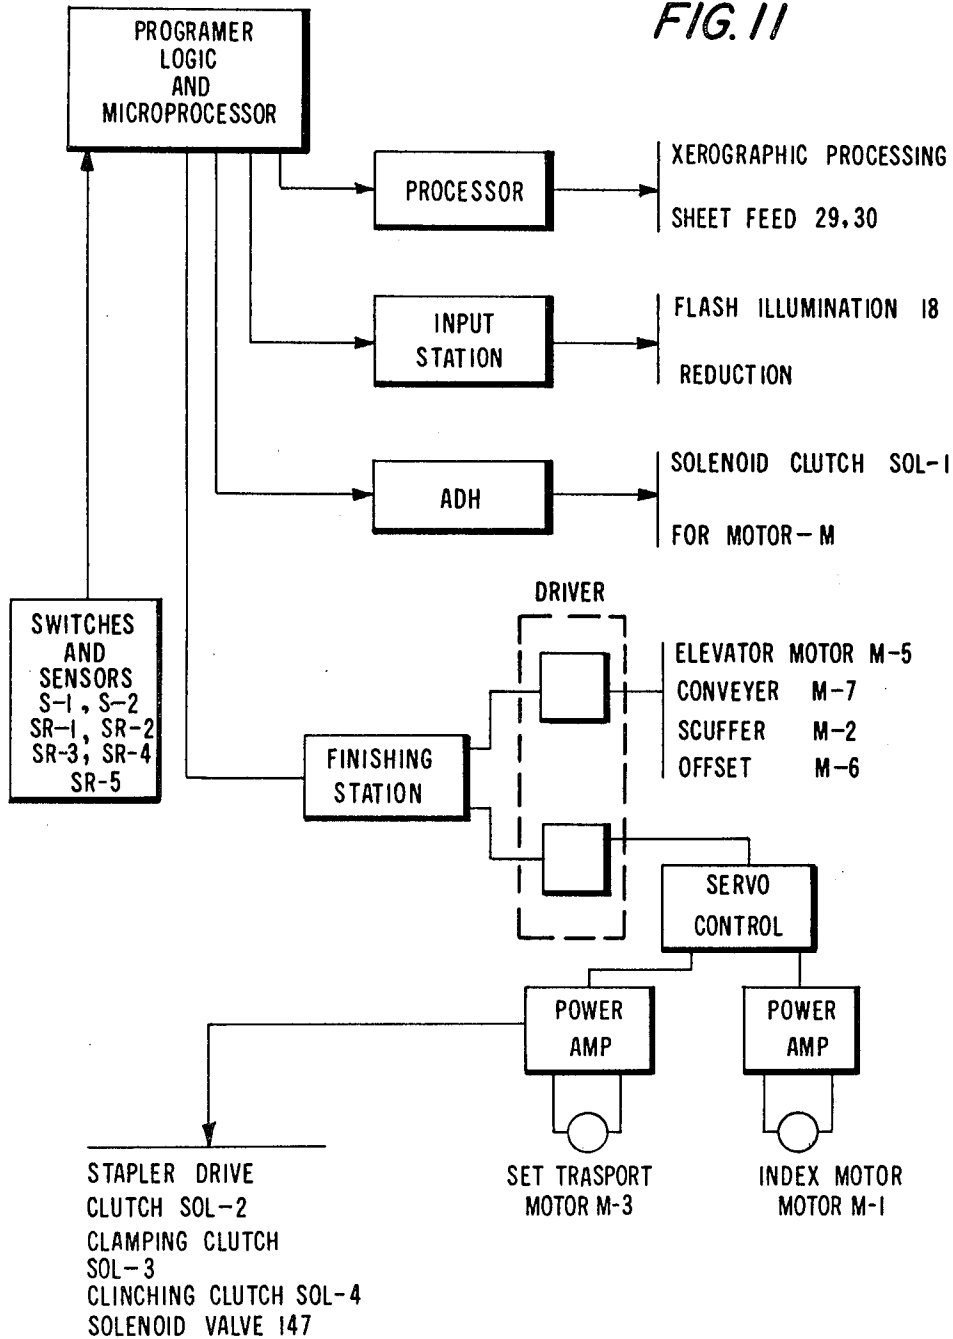 FIG. 11
PROGRAMER
LOGIC
AND
MICROPROCESSOR
PROCESSOR
XEROGRAPHIC PROCESSING
SHEET FEED 29,30
INPUT
STATION
FLASH ILLUMINATION 18
REDUCTION
ADH
SOLENOID CLUTCH SOL-1
FOR MOTOR-M
SWITCHES
AND
SENSORS
S-1, S-2
SR-1, SR-2
SR-3, SR-4
SR-5
DRIVER
ELEVATOR MOTOR M-5
CONVEYER M-7
SCUFFER M-2
OFFSET M-6
FINISHING
STATION
SERVO
CONTROL
POWER
AMP
POWER
AMP
SET TRASPORT
MOTOR M-3
INDEX MOTOR
MOTOR M-1
STAPLER DRIVE
CLUTCH SOL-2
CLAMPING CLUTCH
SOL-3
CLINCHING CLUTCH SOL-4
SOLENOID VALVE 147